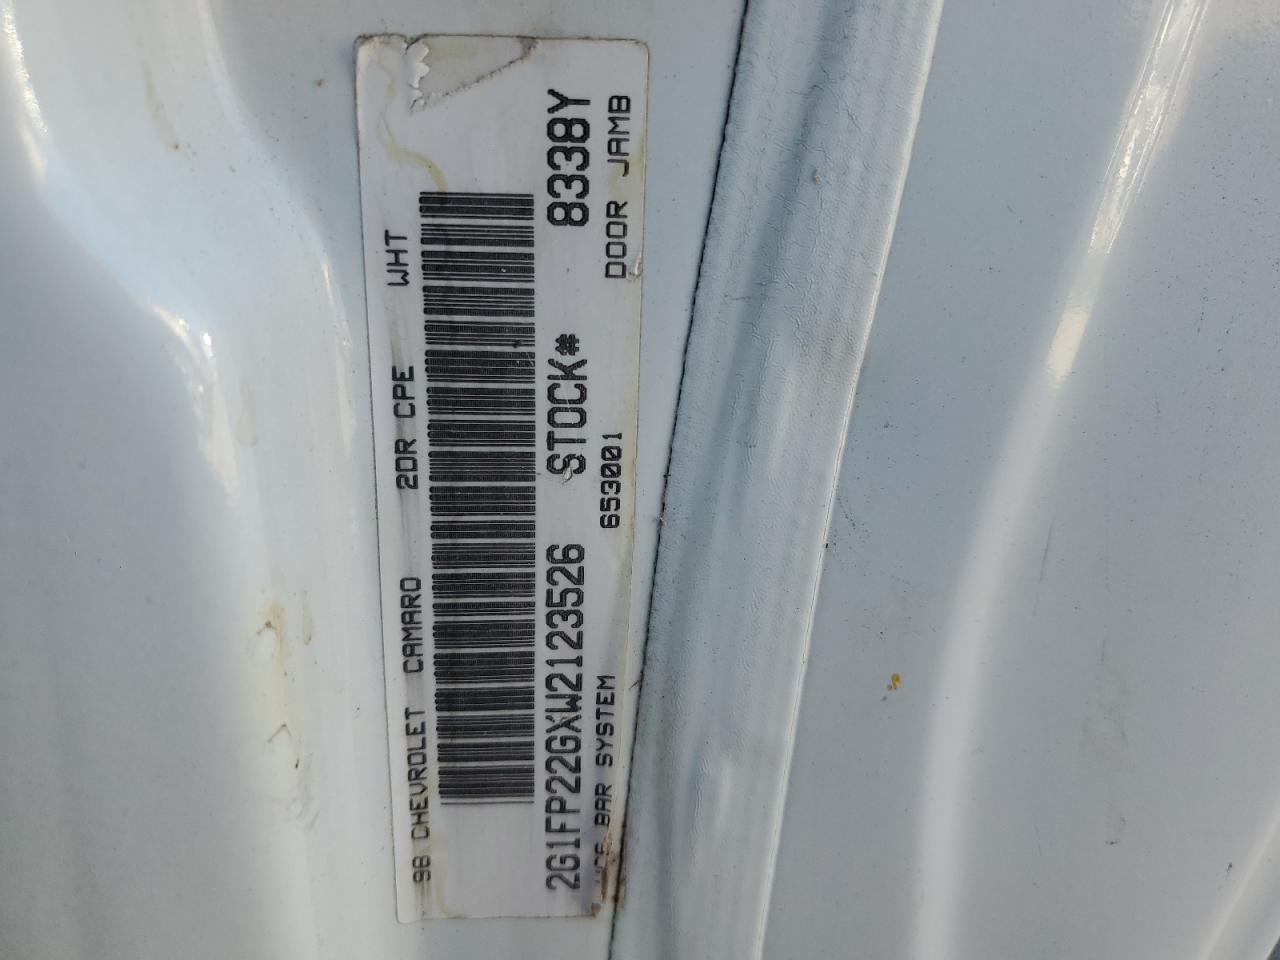 98 CHEVROLET CAMARO 2DR CPE WHT
2G1FP22GXW2123526 STOCK# 8338Y
BAR SYSTEM 653001 DOOR JAMB